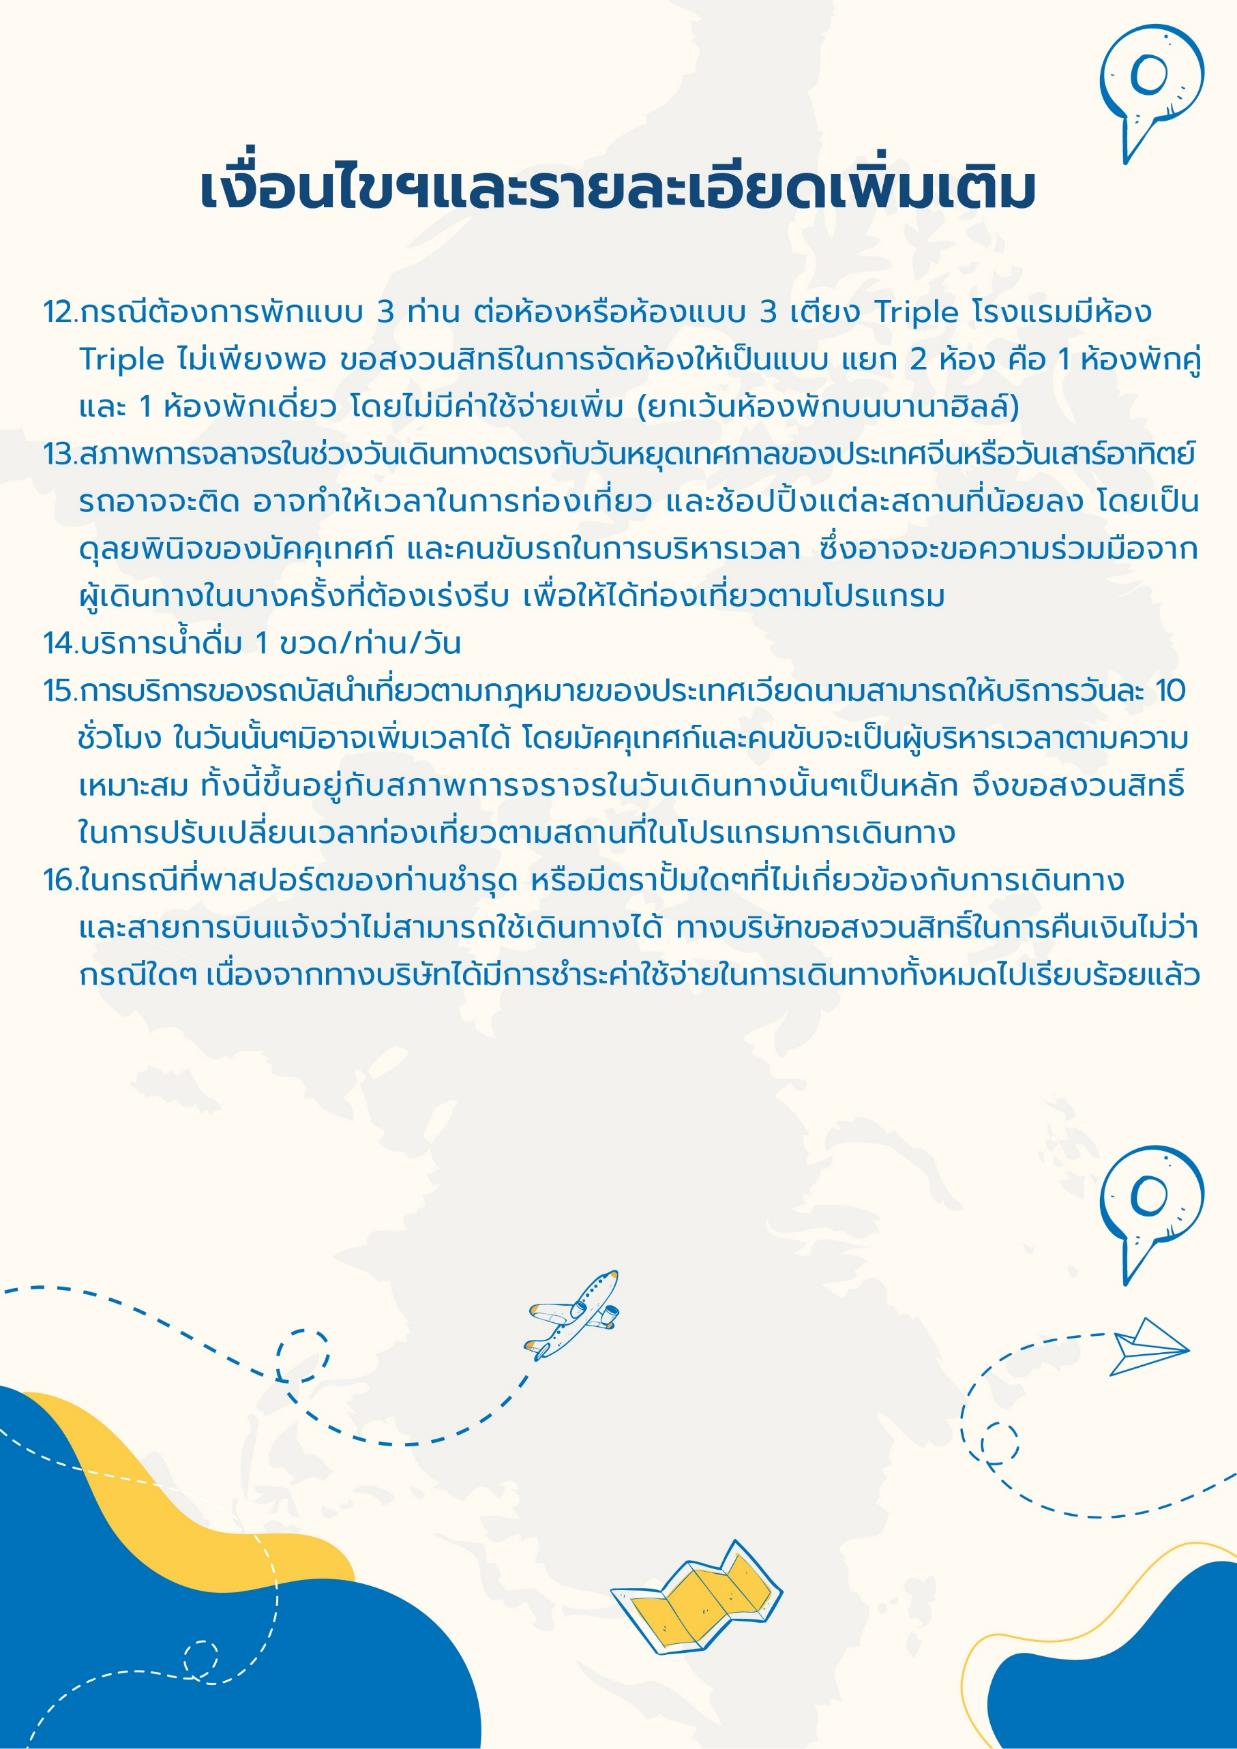 เงื่อนไขฯและรายละเอียดเพิ่มเติม
12.กรณีต้องการพักแบบ 3 ท่าน ต่อห้องหรือห้องแบบ 3 เตียง Triple โรงแรมมีห้อง
Triple ไม่เพียงพอ ขอสงวนสิทธิในการจัดห้องให้เป็นแบบ แยก 2 ห้อง คือ 1 ห้องพักคู่
และ 1 ห้องพักเดี่ยว โดยไม่มีค่าใช้จ่ายเพิ่ม (ยกเว้นห้องพักบนบานาฮิลล์)
13.สภาพการจลาจรในช่วงวันเดินทางตรงกับวันหยุดเทศกาลของประเทศจีนหรือวันเสาร์อาทิตย์
รถอาจจะติด อาจทำให้เวลาในการท่องเที่ยว และช้อปปิ้งแต่ละสถานที่น้อยลง โดยเป็น
ดุลยพินิจของมัคคุเทศก์ และคนขับรถในการบริหารเวลา ซึ่งอาจจะขอความร่วมมือจาก
ผู้เดินทางในบางครั้งที่ต้องเร่งรีบ เพื่อให้ได้ท่องเที่ยวตามโปรแกรม
14.บริการน้ำดื่ม 1 ขวด/ท่าน/วัน
15.การบริการของรถบัสนำเที่ยวตามกฎหมายของประเทศเวียดนามสามารถให้บริการวันละ 10
ชั่วโมง ในวันนั้นๆมิอาจเพิ่มเวลาได้ โดยมัคคุเทศก์และคนขับจะเป็นผู้บริหารเวลาตามความ
เหมาะสม ทั้งนี้ขึ้นอยู่กับสภาพการจราจรในวันเดินทางนั้นๆเป็นหลัก จึงขอสงวนสิทธิ์
ในการปรับเปลี่ยนเวลาท่องเที่ยวตามสถานที่ในโปรแกรมการเดินทาง
16.ในกรณีที่พาสปอร์ตของท่านชำรุด หรือมีตราปั้มใดๆที่ไม่เกี่ยวข้องกับการเดินทาง
และสายการบินแจ้งว่าไม่สามารถใช้เดินทางได้ ทางบริษัทขอสงวนสิทธิ์ในการคืนเงินไม่ว่า
กรณีใดๆ เนื่องจากทางบริษัทได้มีการชำระค่าใช้จ่ายในการเดินทางทั้งหมดไปเรียบร้อยแล้ว